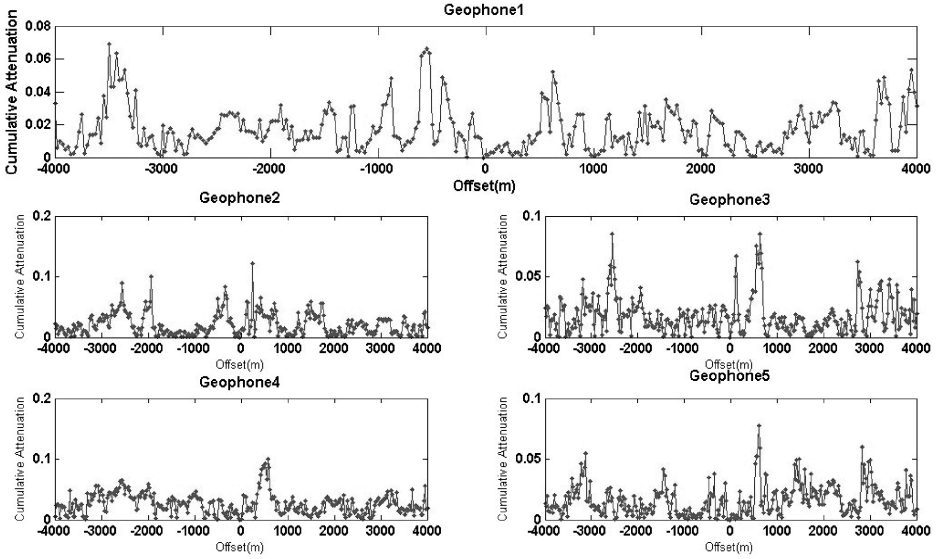 Geophone1
Cumulative Attenuation
0.08
0.06
0.04
0.02
0
-4000 -3000 -2000 -1000 0 1000 2000 3000 4000
Offset(m)
Geophone2
Cumulative Attenuation
0.2
0.1
0
-4000 -3000 -2000 -1000 0 1000 2000 3000 4000
Offset(m)
Geophone3
Cumulative Attenuation
0.1
0.05
0
-4000 -3000 -2000 -1000 0 1000 2000 3000 4000
Offset(m)
Geophone4
Cumulative Attenuation
0.2
0.1
0
-4000 -3000 -2000 -1000 0 1000 2000 3000 4000
Offset(m)
Geophone5
Cumulative Attenuation
0.1
0.05
0
-4000 -3000 -2000 -1000 0 1000 2000 3000 4000
Offset(m)